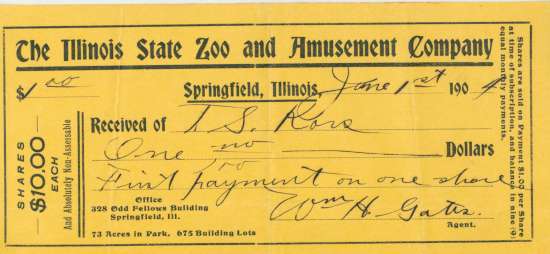 The Illinois State Zoo and Amusement Company
$1 00
Springfield, Illinois, June 1st 1904
Received of T. S. Ross
One no/00 Dollars
First payment on one share
Wm H. Gates.
Agent.
Office
328 Odd Fellows Building
Springfield, Ill.
73 Acres in Park. 675 Building Lots
SHARES
$10.00
EACH
And Absolutely Non-Assessable
Shares are sold on Payment $1.00 per Share
at time of subscription, and balance in nine (9)
equal monthly payments.